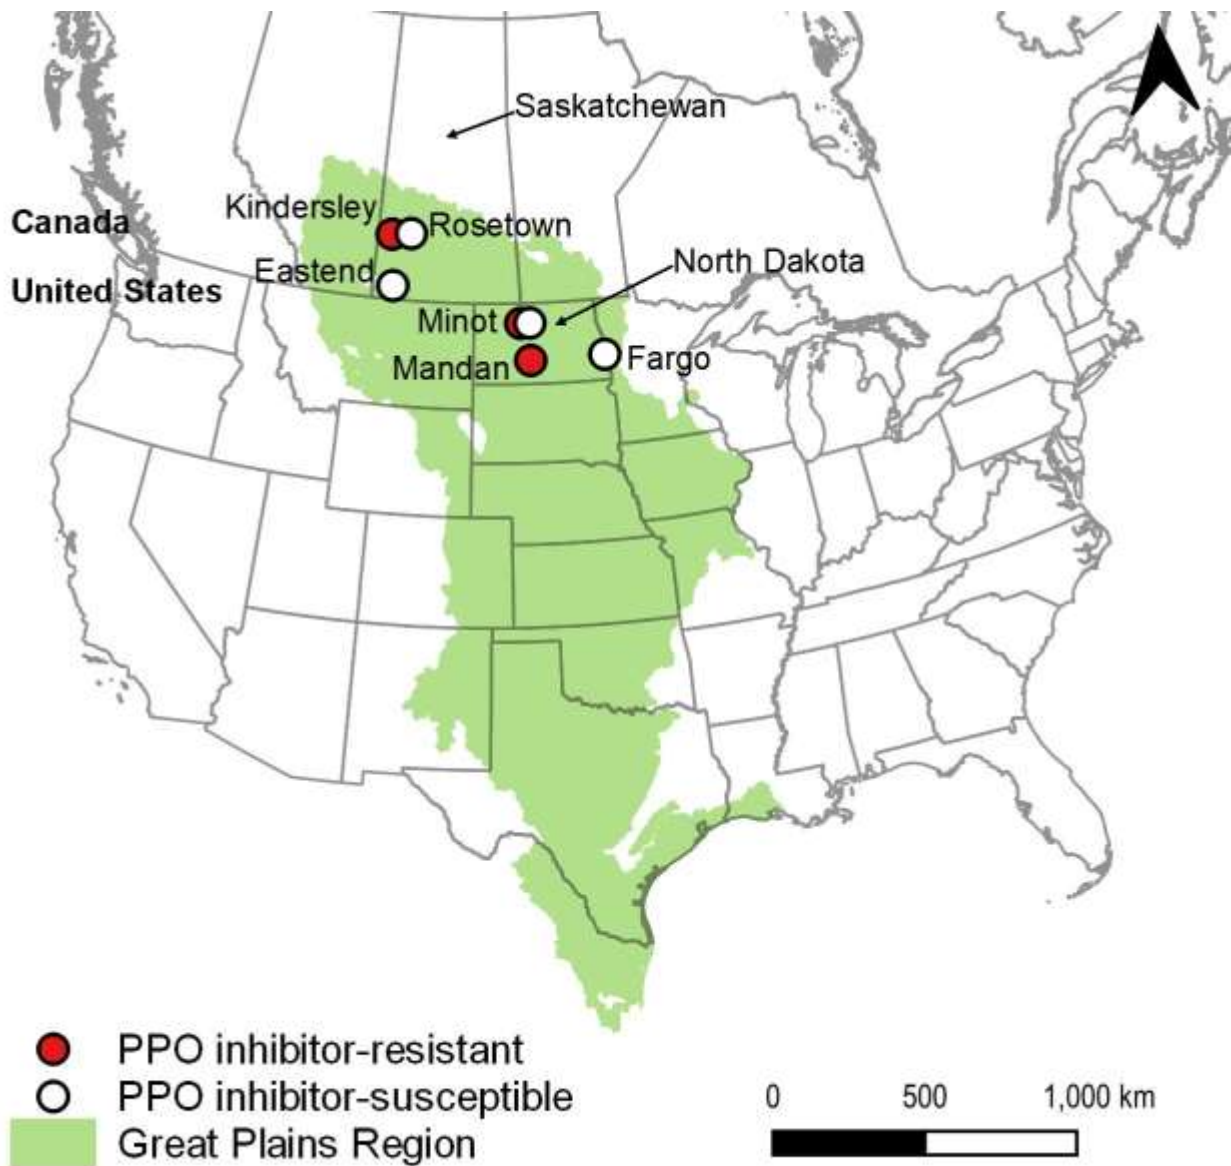 Saskatchewan
Kindersley
Rosetown
Canada
Eastend
North Dakota
United States
Minot
Mandan
Fargo
PPO inhibitor-resistant
PPO inhibitor-susceptible
Great Plains Region
0 500 1,000 km